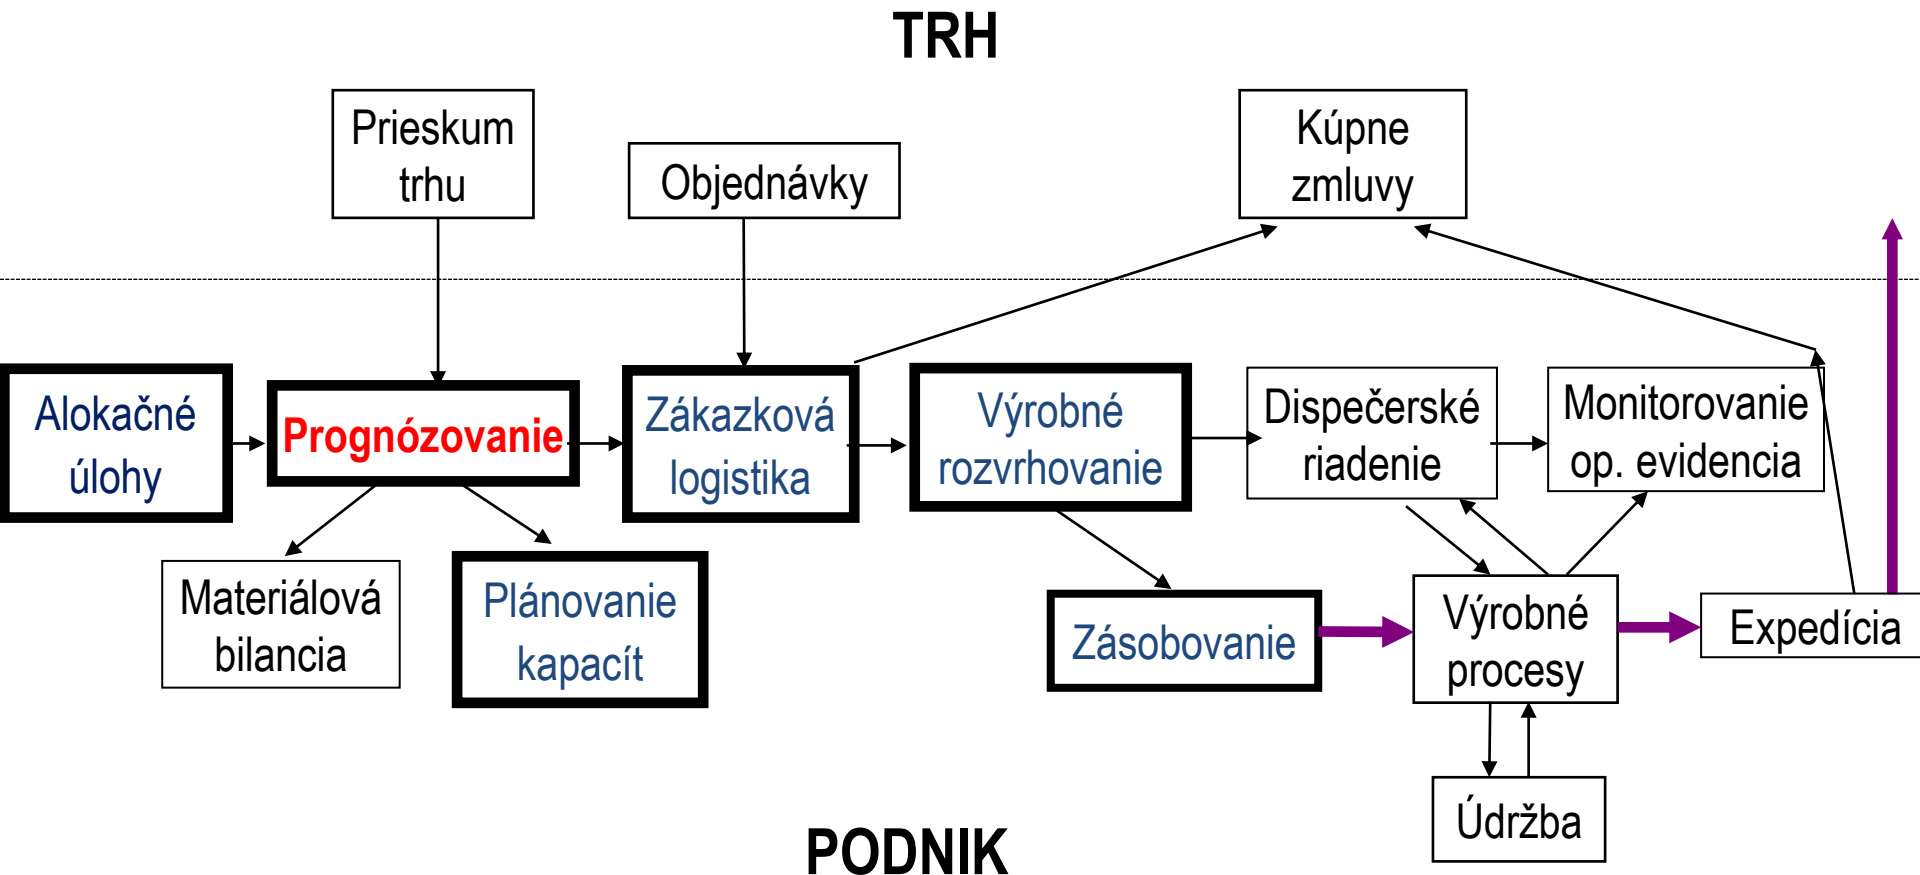 TRH
Prieskum
trhu
Objednávky
Kúpne
zmluvy
Alokačné
úlohy
Prognózovanie
Zákazková
logistika
Výrobné
rozvrhovanie
Dispečerské
riadenie
Monitorovanie
op. evidencia
Materiálová
bilancia
Plánovanie
kapacít
Zásobovanie
Výrobné
procesy
Expedícia
Údržba
PODNIK